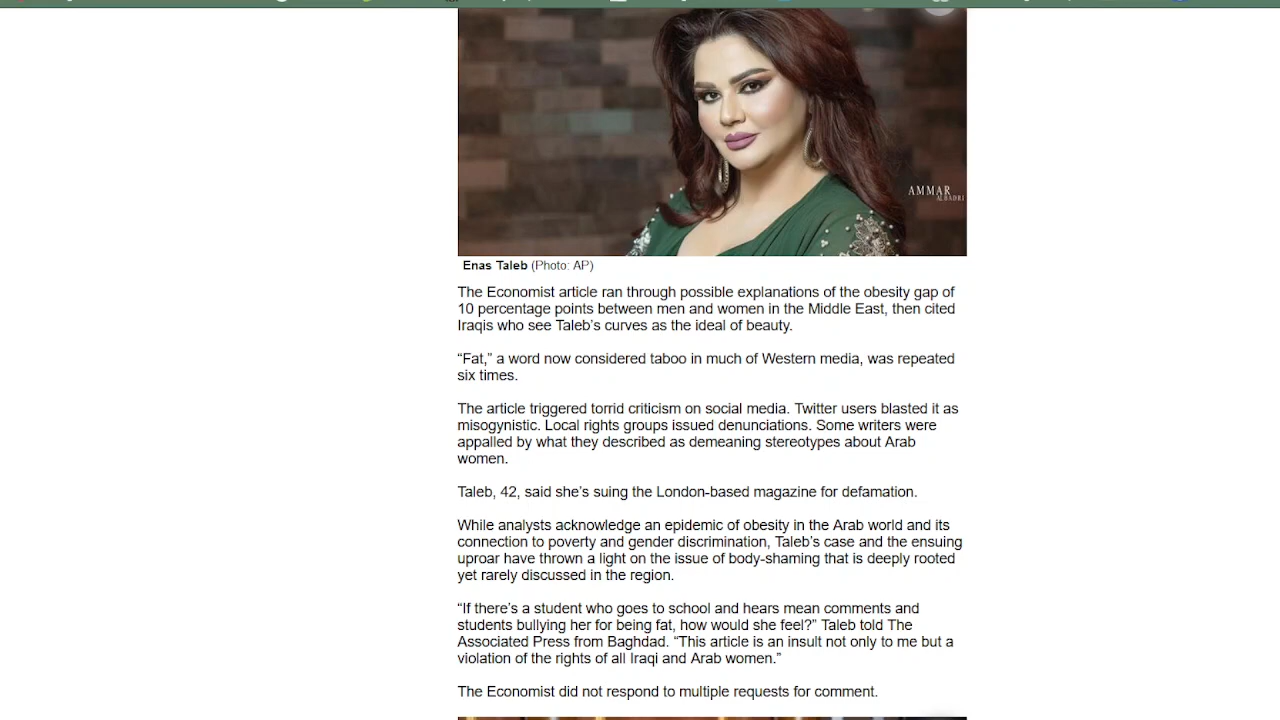 AMMAR
ALBADRI
Enas Taleb (Photo: AP)
The Economist article ran through possible explanations of the obesity gap of
10 percentage points between men and women in the Middle East, then cited
Iraqis who see Taleb’s curves as the ideal of beauty.
“Fat,” a word now considered taboo in much of Western media, was repeated
six times.
The article triggered torrid criticism on social media. Twitter users blasted it as
misogynistic. Local rights groups issued denunciations. Some writers were
appalled by what they described as demeaning stereotypes about Arab
women.
Taleb, 42, said she’s suing the London-based magazine for defamation.
While analysts acknowledge an epidemic of obesity in the Arab world and its
connection to poverty and gender discrimination, Taleb’s case and the ensuing
uproar have thrown a light on the issue of body-shaming that is deeply rooted
yet rarely discussed in the region.
“If there’s a student who goes to school and hears mean comments and
students bullying her for being fat, how would she feel?” Taleb told The
Associated Press from Baghdad. “This article is an insult not only to me but a
violation of the rights of all Iraqi and Arab women.”
The Economist did not respond to multiple requests for comment.